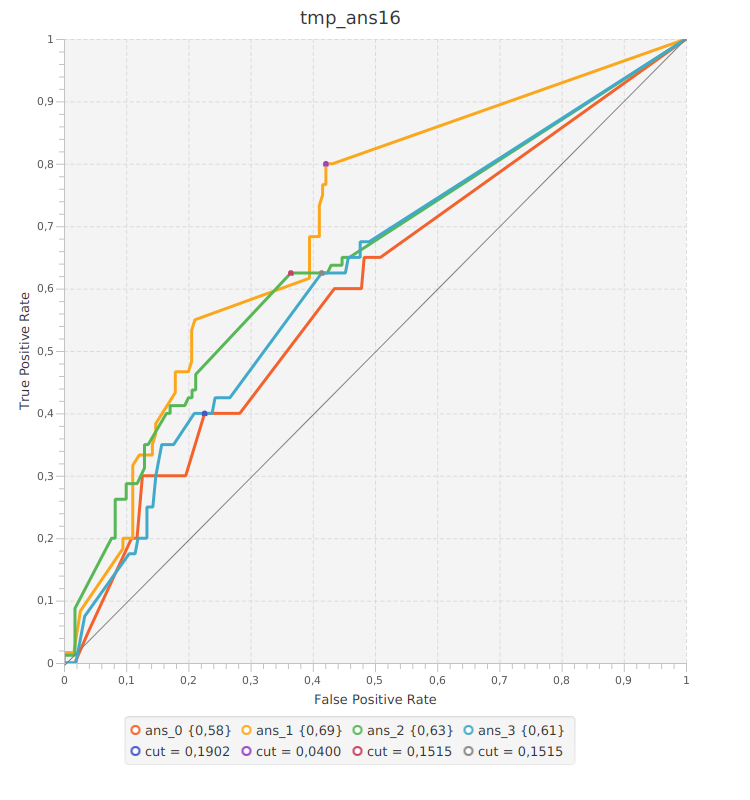 tmp_ans16
1
0,9
0,8
0,7
0,6
0,5
0,4
0,3
0,2
0,1
0
True Positive Rate
0 0,1 0,2 0,3 0,4 0,5 0,6 0,7 0,8 0,9 1
False Positive Rate
ans_0 {0,58} ans_1 {0,69} ans_2 {0,63} ans_3 {0,61}
cut = 0,1902 cut = 0,0400 cut = 0,1515 cut = 0,1515